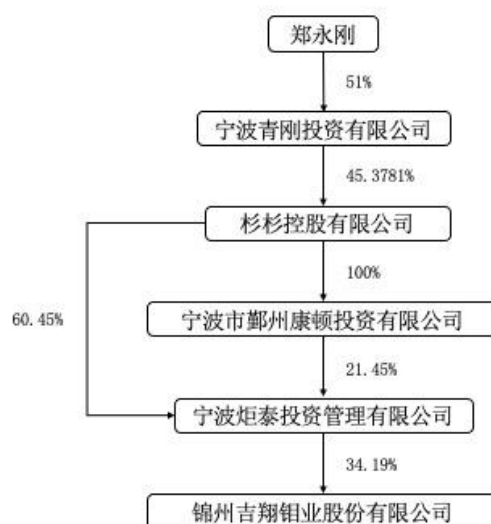 郑永刚
51%
宁波青刚投资有限公司
45.3781%
杉杉控股有限公司
100%
60.45%
宁波市鄞州康顿投资有限公司
21.45%
宁波炬泰投资管理有限公司
34.19%
锦州吉翔钼业股份有限公司